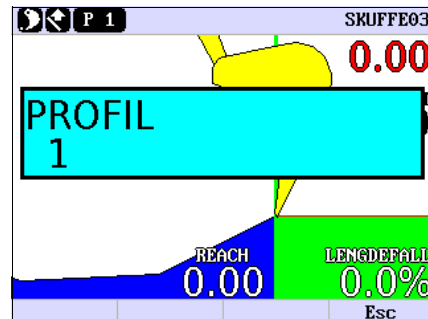 P 1
SKUFFE03
0.00
PROFIL
1
REACH
0.00
LENGDEFALL
0.0%
Esc